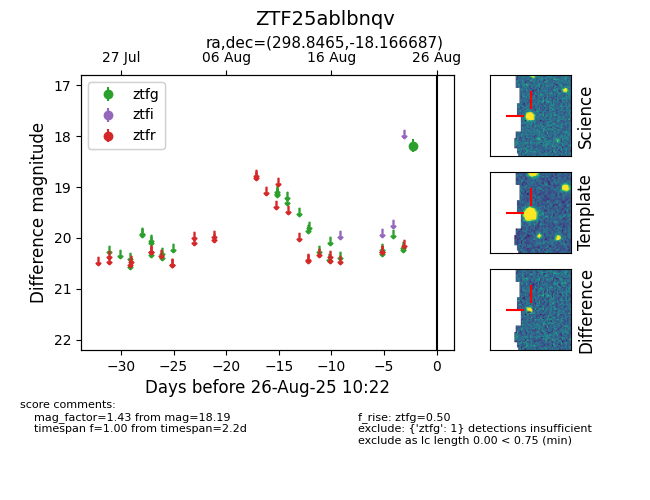 ZTF25ablbnqv
ra,dec=(298.8465,-18.166687)
27 Jul
06 Aug
16 Aug
26 Aug
ztfg
ztfi
ztfr
17
18
19
20
21
22
Difference magnitude
−30
−25
−20
−15
−10
−5
0
Days before 26-Aug-25 10:22
Science
Template
Difference
score comments:
mag_factor=1.43 from mag=18.19
timespan f=1.00 from timespan=2.2d
f_rise: ztfg=0.50
exclude: {'ztfg': 1} detections insufficient
exclude as lc length 0.00 < 0.75 (min)